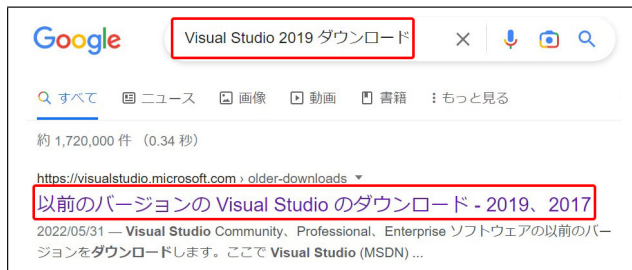 Google
Visual Studio 2019 ダウンロード
すべて ニュース 画像 動画 書籍 もっと見る
約 1,720,000 件 （0.34 秒）
https://visualstudio.microsoft.com › older-downloads
以前のバージョンの Visual Studio のダウンロード - 2019、2017
2022/05/31 — Visual Studio Community、Professional、Enterprise ソフトウェアの以前のバー
ジョンをダウンロードします。ここで Visual Studio (MSDN) ...